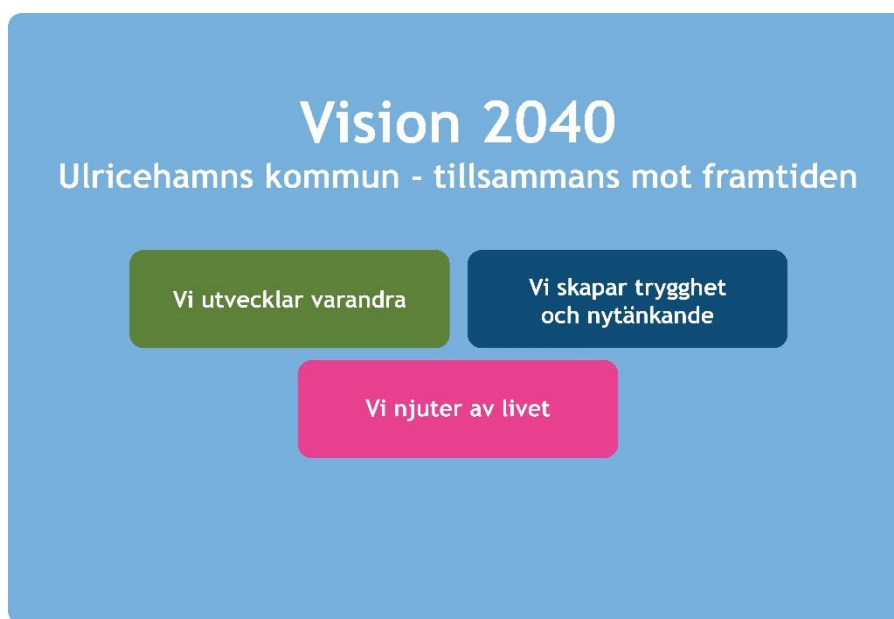 Vision 2040
Ulricehamns kommun - tillsammans mot framtiden
Vi utvecklar varandra
Vi skapar trygghet
och nytänkande
Vi njuter av livet